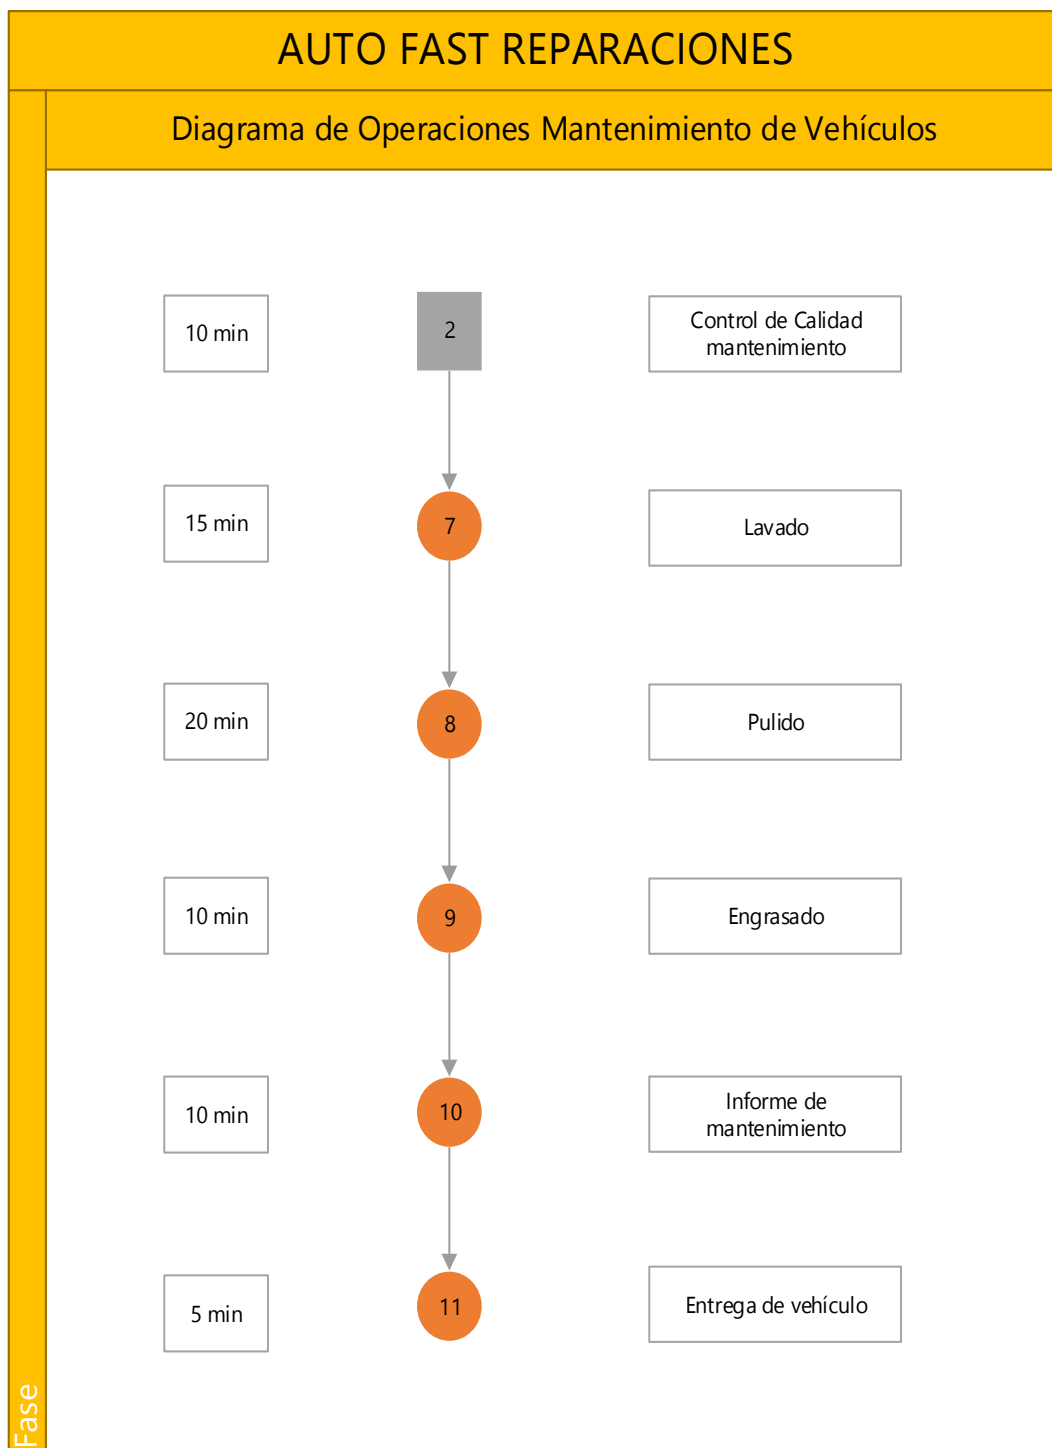 AUTO FAST REPARACIONES
Diagrama de Operaciones Mantenimiento de Vehículos
10 min
2
Control de Calidad
mantenimiento
15 min
7
Lavado
20 min
8
Pulido
10 min
9
Engrasado
10 min
10
Informe de
mantenimiento
5 min
11
Entrega de vehículo
Fase